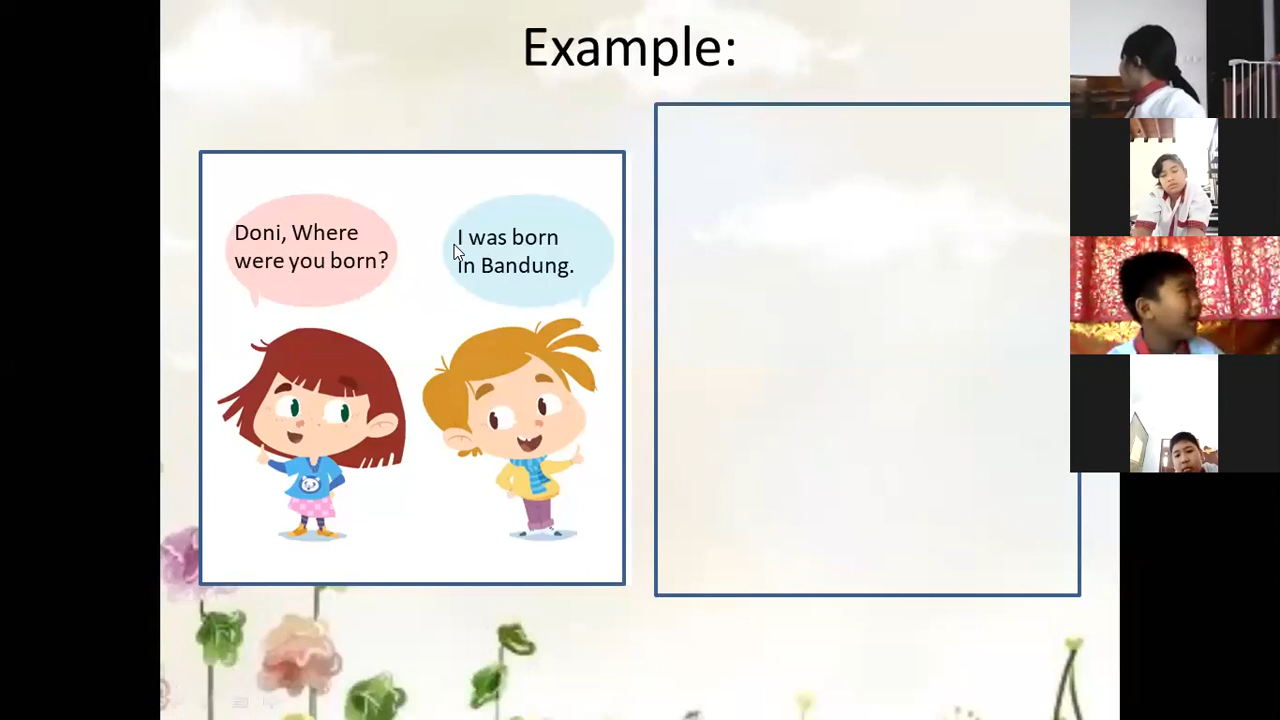 Example:
Doni, Where
were you born?
I was born
in Bandung.